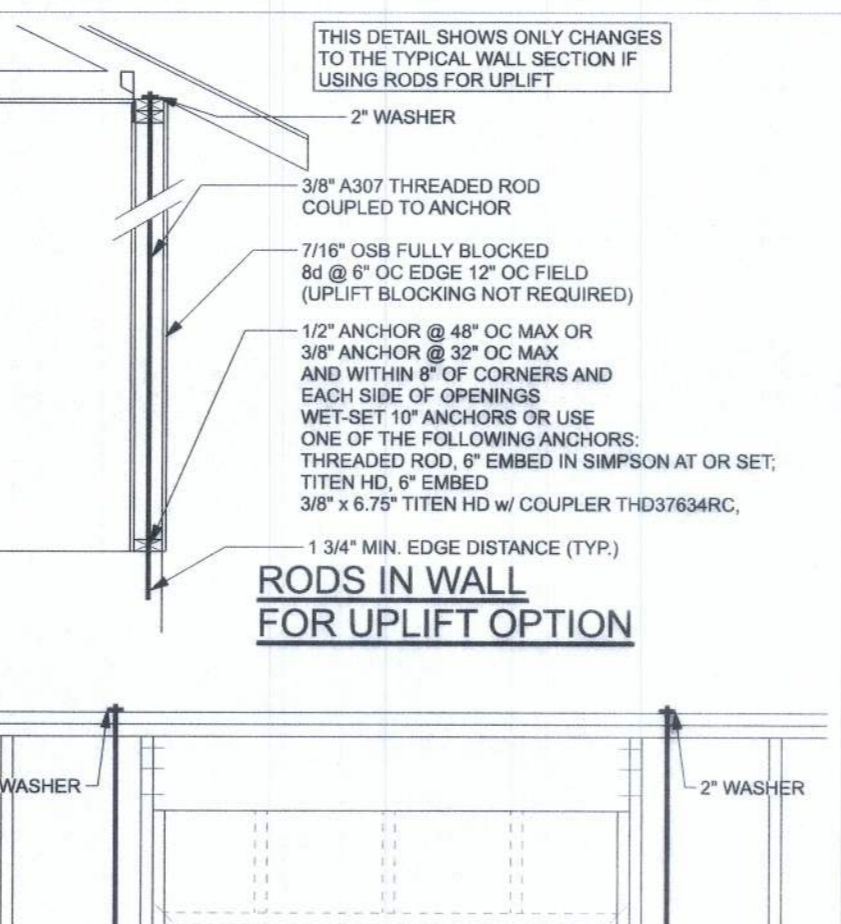 THIS DETAIL SHOWS ONLY CHANGES
TO THE TYPICAL WALL SECTION IF
USING RODS FOR UPLIFT
2" WASHER
3/8" A307 THREADED ROD
COUPLED TO ANCHOR
7/16" OSB FULLY BLOCKED
8d @ 6" OC EDGE 12" OC FIELD
(UPLIFT BLOCKING NOT REQUIRED)
1/2" ANCHOR @ 48" OC MAX OR
3/8" ANCHOR @ 32" OC MAX
AND WITHIN 8" OF CORNERS AND
EACH SIDE OF OPENINGS
WET-SET 10" ANCHORS OR USE
ONE OF THE FOLLOWING ANCHORS:
THREADED ROD, 6" EMBED IN SIMPSON AT OR SET;
TITEN HD, 6" EMBED
3/8" x 6.75" TITEN HD w/ COUPLER THD37634RC,
1 3/4" MIN. EDGE DISTANCE (TYP.)
RODS IN WALL
FOR UPLIFT OPTION
WASHER
2" WASHER